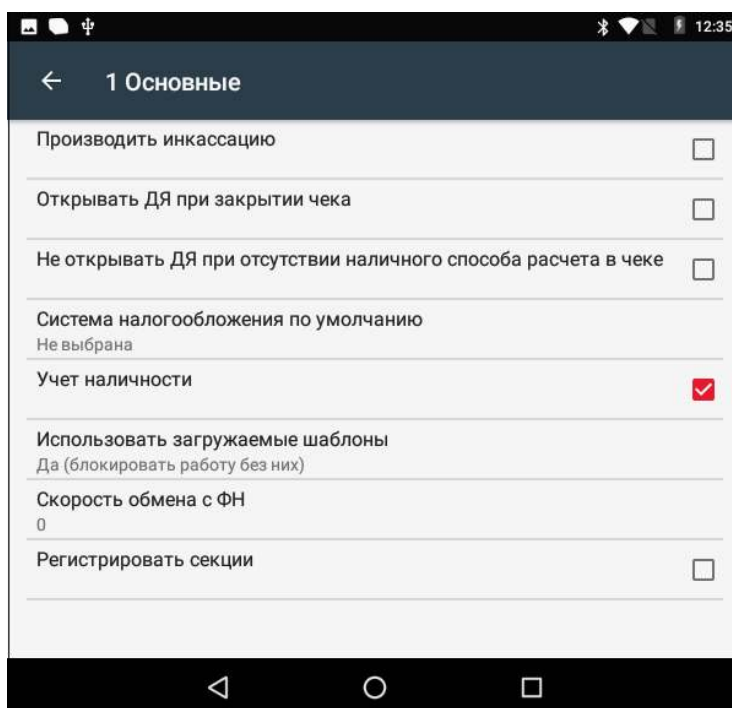 12:35
1 Основные
Производить инкассацию
Открывать ДЯ при закрытии чека
Не открывать ДЯ при отсутствии наличного способа расчета в чеке
Система налогообложения по умолчанию
Не выбрана
Учет наличности
Использовать загружаемые шаблоны
Да (блокировать работу без них)
Скорость обмена с ФН
0
Регистрировать секции